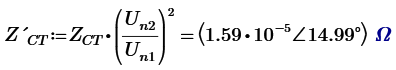 Z´CT := ZCT • (Un2 / Un1)² = (1.59 • 10⁻⁵ ∠ 14.99°) Ω